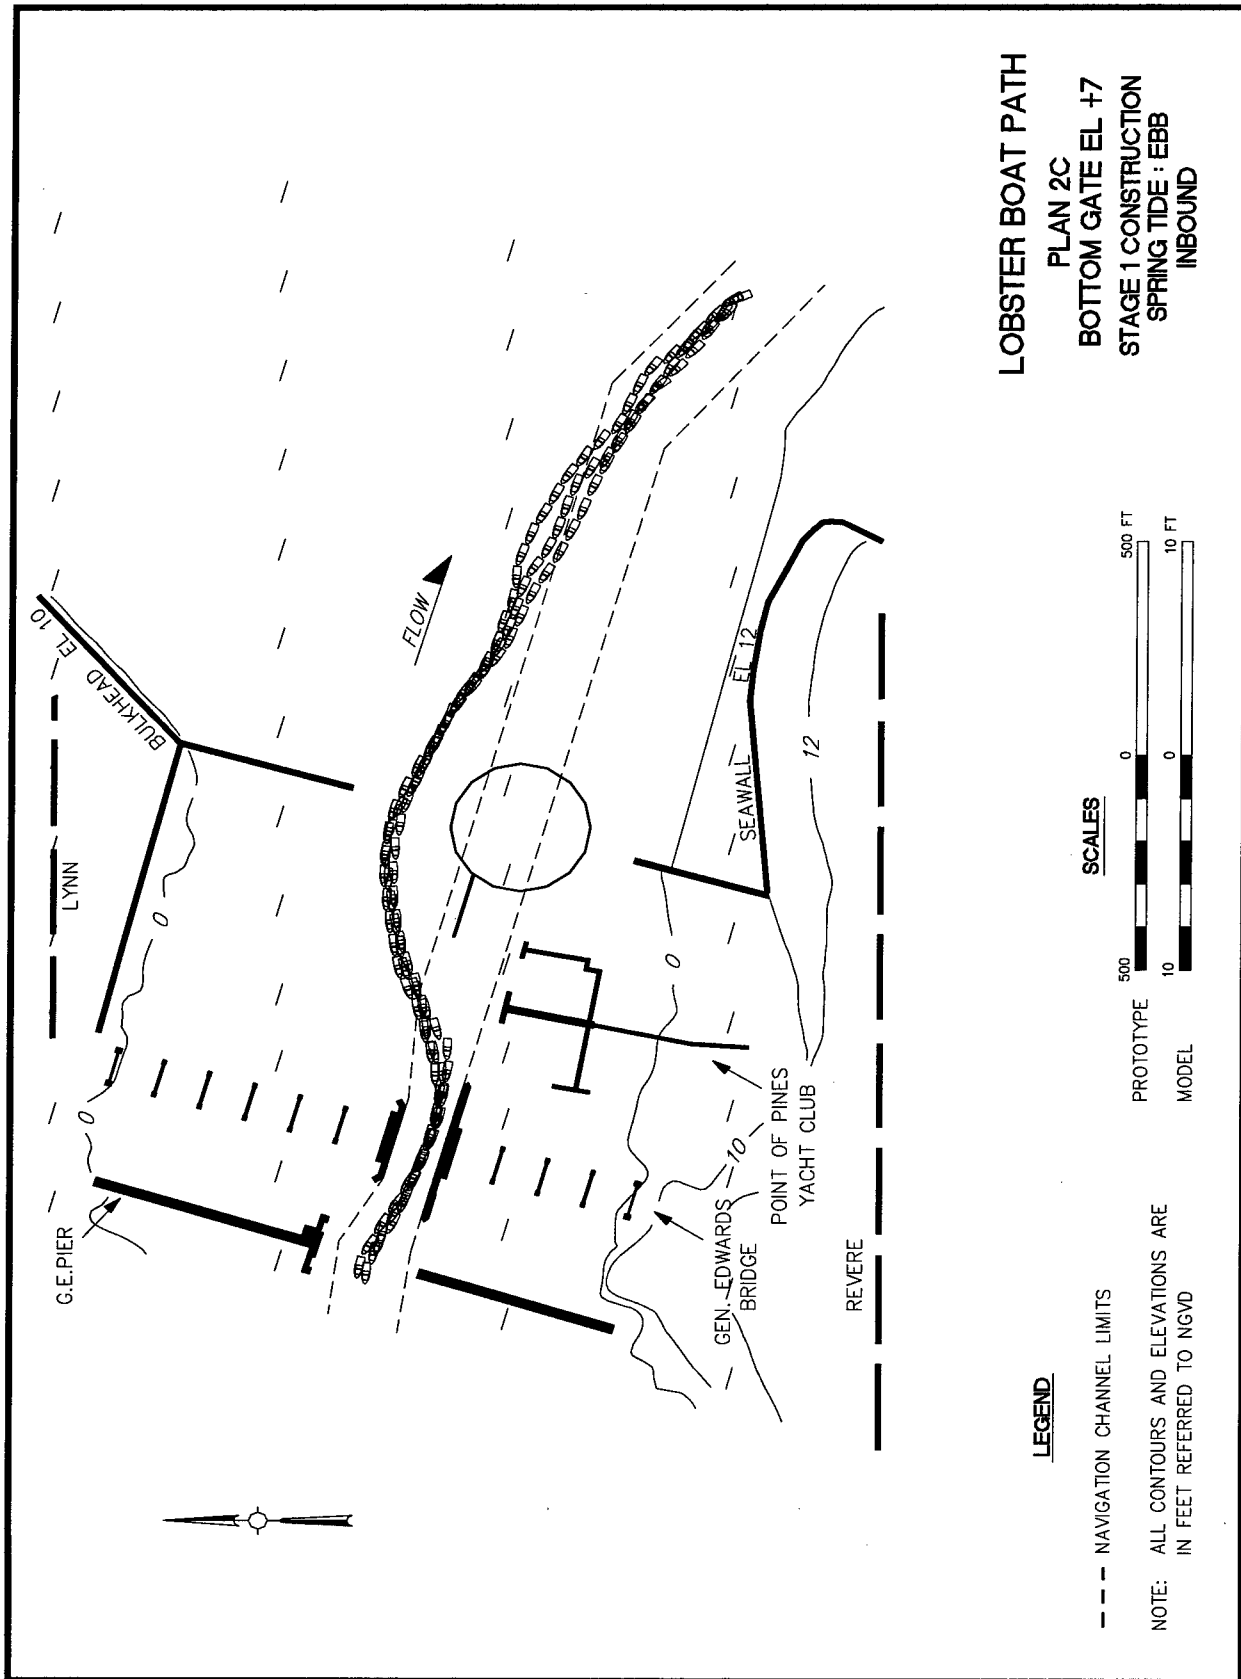 LYNN
BULKHEAD EL 10
0
0
G.E.PIER
FLOW
SEAWALL EL 12
12
0
10
POINT OF PINES
YACHT CLUB
GEN. EDWARDS
BRIDGE
REVERE
LOBSTER BOAT PATH
PLAN 2C
BOTTOM GATE EL +7
STAGE 1 CONSTRUCTION
SPRING TIDE : EBB
INBOUND
LEGEND
NAVIGATION CHANNEL LIMITS
NOTE: ALL CONTOURS AND ELEVATIONS ARE
IN FEET REFERRED TO NGVD
SCALES
PROTOTYPE 500 0 500 FT
MODEL 10 0 10 FT